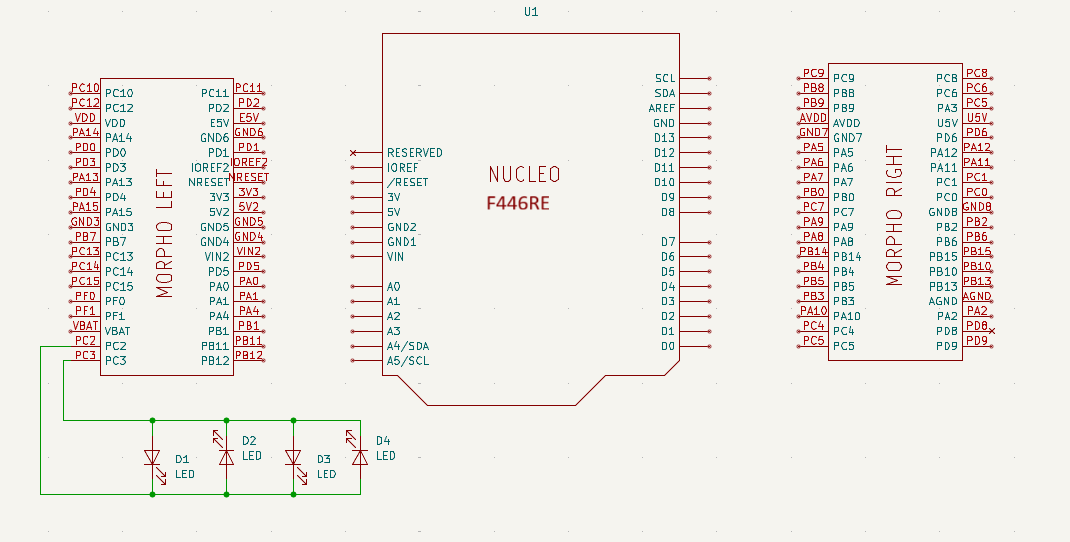 U1
PC10 PC10 PC11 PC11
PC12 PC12 PD2 PD2
VDD VDD E5V E5V
PA14 PA14 GND6 GND6
PD0 PD0 PD1 PD1
PD3 PD3 IOREF2 IOREF2
PA13 PA13 NRESET NRESET
PD4 PD4 3V3 3V3
PA15 PA15 5V2 5V2
GND3 GND3 GND5 GND5
PB7 PB7 GND4 GND4
PC13 PC13 VIN2 VIN2
PC14 PC14 PD5 PD5
PC15 PC15 PA0 PA0
PF0 PF0 PA1 PA1
PF1 PF1 PA4 PA4
VBAT VBAT PB1 PB1
PC2 PC2 PB11 PB11
PC3 PC3 PB12 PB12
MORPHO LEFT
SCL
SDA
AREF
GND
D13
RESERVED D12
IOREF D11
/RESET D10
3V D9
5V D8
GND2
GND1 D7
VIN D6
D5
A0 D4
A1 D3
A2 D2
A3 D1
A4/SDA D0
A5/SCL
NUCLEO
F446RE
PC9 PC9 PC8 PC8
PB8 PB8 PC6 PC6
PB9 PB9 PA3 PC5
AVDD AVDD U5V U5V
GND7 GND7 PD6 PD6
PA5 PA5 PA12 PA12
PA6 PA6 PA11 PA11
PA7 PA7 PC1 PC1
PB0 PB0 PC0 PC0
PC7 PC7 GND8 GND8
PA9 PA9 PB2 PB2
PA8 PA8 PB6 PB6
PB14 PB14 PB15 PB15
PB4 PB4 PB10 PB10
PB5 PB5 PB13 PB13
PB3 PB3 AGND AGND
PA10 PA10 PA2 PA2
PC4 PC4 PD8 PD8
PC5 PC5 PD9 PD9
MORPHO RIGHT
D1
LED
D2
LED
D3
LED
D4
LED